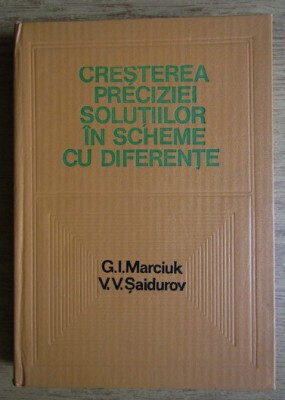 CREȘTEREA
PRECIZIEI
SOLUȚIILOR
ÎN SCHEME
CU DIFERENȚE
G.I.Marciuk
V.V.Șaidurov